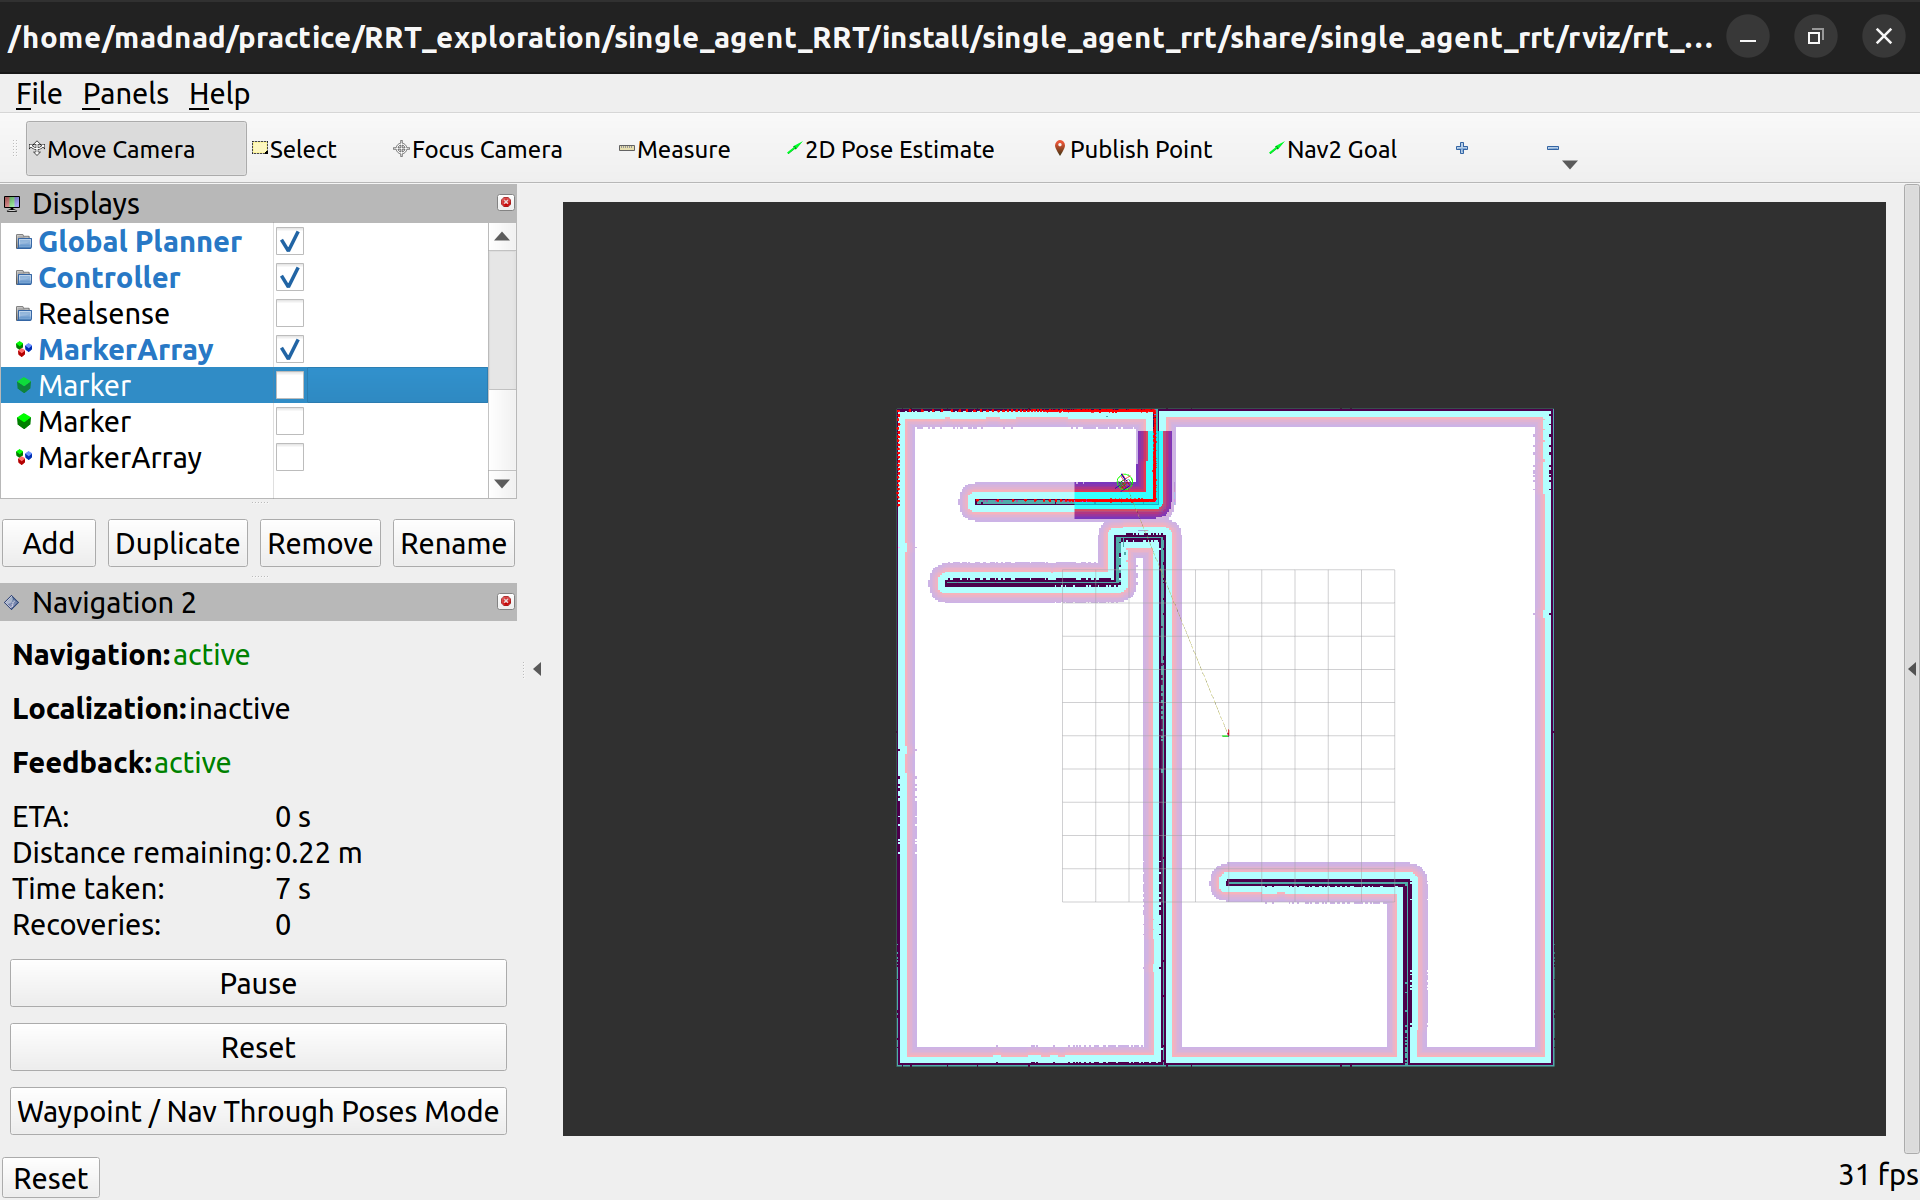 /home/madnad/practice/RRT_exploration/single_agent_RRT/install/single_agent_rrt/share/single_agent_rrt/rviz/rrt_...
File Panels Help
Move Camera Select Focus Camera Measure 2D Pose Estimate Publish Point Nav2 Goal
Displays
Global Planner
Controller
Realsense
MarkerArray
Marker
Marker
MarkerArray
Add Duplicate Remove Rename
Navigation 2
Navigation: active
Localization: inactive
Feedback: active
ETA: 0 s
Distance remaining: 0.22 m
Time taken: 7 s
Recoveries: 0
Pause
Reset
Waypoint / Nav Through Poses Mode
Reset
31 fps